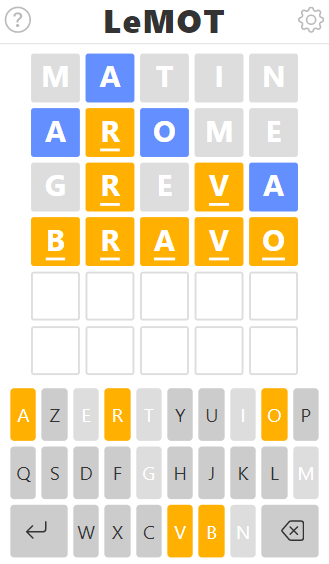 ?
LeMOT
M A T I N
A R O M E
G R E V A
B R A V O
A Z E R T Y U I O P
Q S D F G H J K L M
W X C V B N